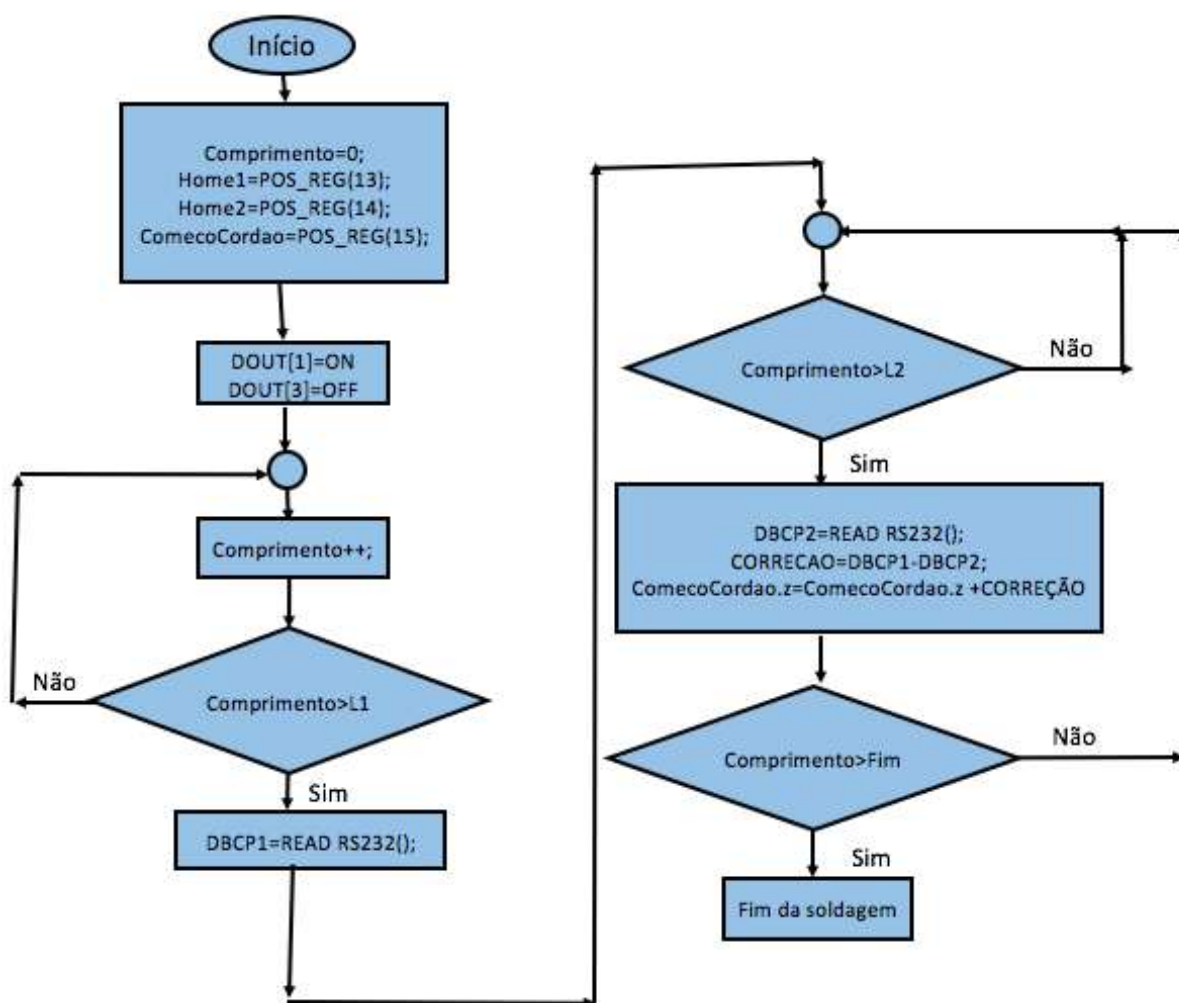 Início
Comprimento=0;
Home1=POS_REG(13);
Home2=POS_REG(14);
ComecoCordao=POS_REG(15);
DOUT[1]=ON
DOUT[3]=OFF
Comprimento++;
Comprimento>L1
Não
Sim
DBCP1=READ RS232();
Comprimento>L2
Não
Sim
DBCP2=READ RS232();
CORRECAO=DBCP1-DBCP2;
ComecoCordao.z=ComecoCordao.z +CORREÇÃO
Comprimento>Fim
Não
Sim
Fim da soldagem